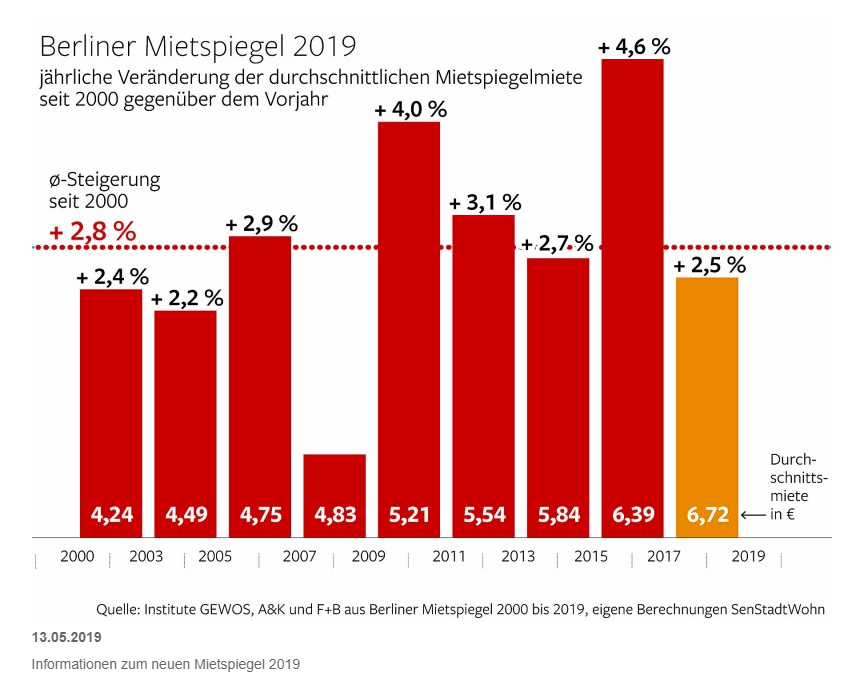 Berliner Mietspiegel 2019
jährliche Veränderung der durchschnittlichen Mietspiegelmiete
seit 2000 gegenüber dem Vorjahr
+ 4,6 %
+ 4,0 %
ø-Steigerung
seit 2000
+ 2,8 %
+ 2,4 %
+ 2,2 %
+ 2,9 %
+ 3,1 %
+ 2,7 %
+ 2,5 %
Durch-
schnitts-
miete
in €
4,24 4,49 4,75 4,83 5,21 5,54 5,84 6,39 6,72
2000 2003 2005 2007 2009 2011 2013 2015 2017 2019
Quelle: Institute GEWOS, A&K und F+B aus Berliner Mietspiegel 2000 bis 2019, eigene Berechnungen SenStadtWohn
13.05.2019
Informationen zum neuen Mietspiegel 2019